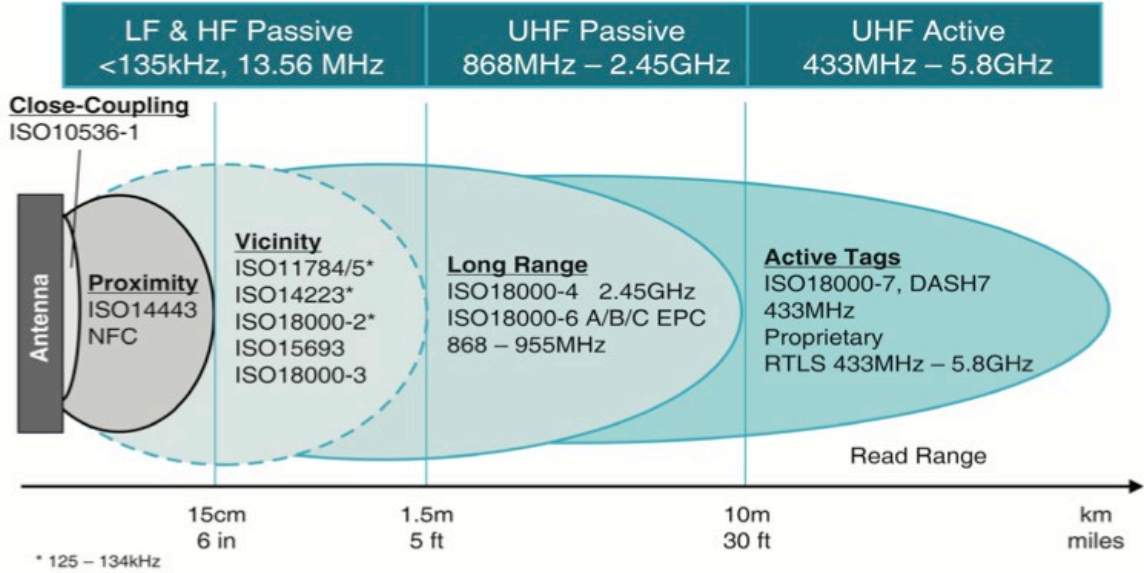 LF & HF Passive
<135kHz, 13.56 MHz
UHF Passive
868MHz – 2.45GHz
UHF Active
433MHz – 5.8GHz
Close-Coupling
ISO10536-1
Antenna
Proximity
ISO14443
NFC
Vicinity
ISO11784/5*
ISO14223*
ISO18000-2*
ISO15693
ISO18000-3
Long Range
ISO18000-4 2.45GHz
ISO18000-6 A/B/C EPC
868 – 955MHz
Active Tags
ISO18000-7, DASH7
433MHz
Proprietary
RTLS 433MHz – 5.8GHz
Read Range
15cm
6 in
1.5m
5 ft
10m
30 ft
km
miles
* 125 – 134kHz